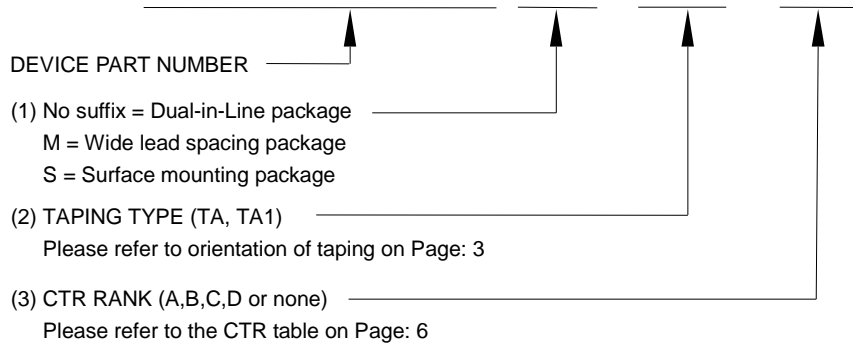 DEVICE PART NUMBER
(1) No suffix = Dual-in-Line package
M = Wide lead spacing package
S = Surface mounting package
(2) TAPING TYPE (TA, TA1)
Please refer to orientation of taping on Page: 3
(3) CTR RANK (A,B,C,D or none)
Please refer to the CTR table on Page: 6